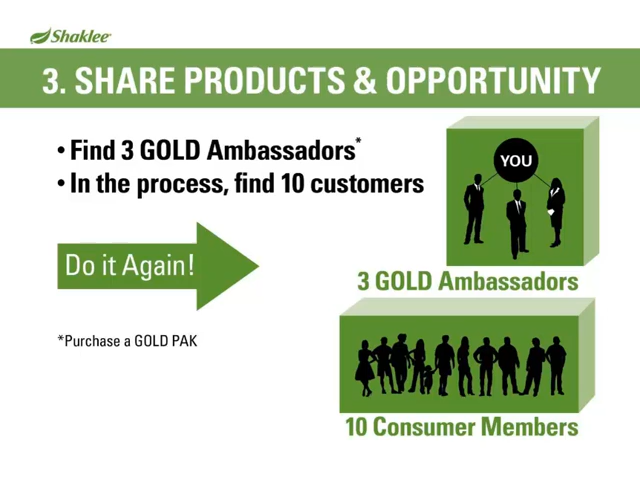 Shaklee
3. SHARE PRODUCTS & OPPORTUNITY
• Find 3 GOLD Ambassadors*
• In the process, find 10 customers
YOU
Do it Again!
3 GOLD Ambassadors
*Purchase a GOLD PAK
10 Consumer Members